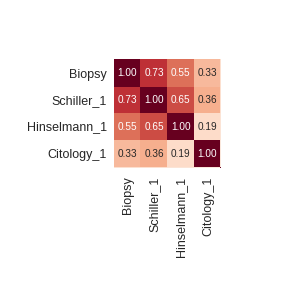 Biopsy 1.00 0.73 0.55 0.33
Schiller_1 0.73 1.00 0.65 0.36
Hinselmann_1 0.55 0.65 1.00 0.19
Citology_1 0.33 0.36 0.19 1.00
Biopsy
Schiller_1
Hinselmann_1
Citology_1